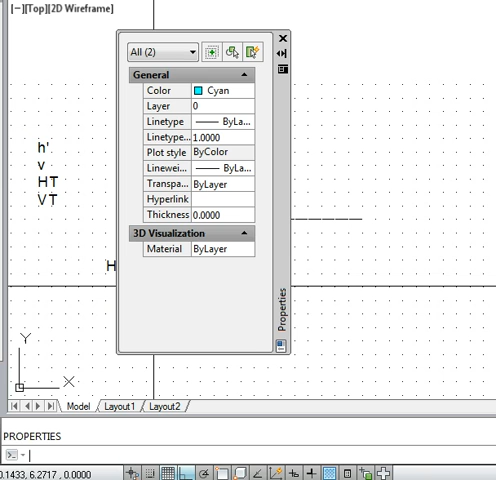 [−][Top][2D Wireframe]
All (2)
General
Color Cyan
Layer 0
Linetype ByLa...
Linetype... 1.0000
Plot style ByColor
Linewei... ByLa...
Transpa... ByLayer
Hyperlink
Thickness 0.0000
3D Visualization
Material ByLayer
Properties
h'
v
HT
VT
H
Y
X
Model Layout1 Layout2
PROPERTIES
0.1433, 6.2717 , 0.0000